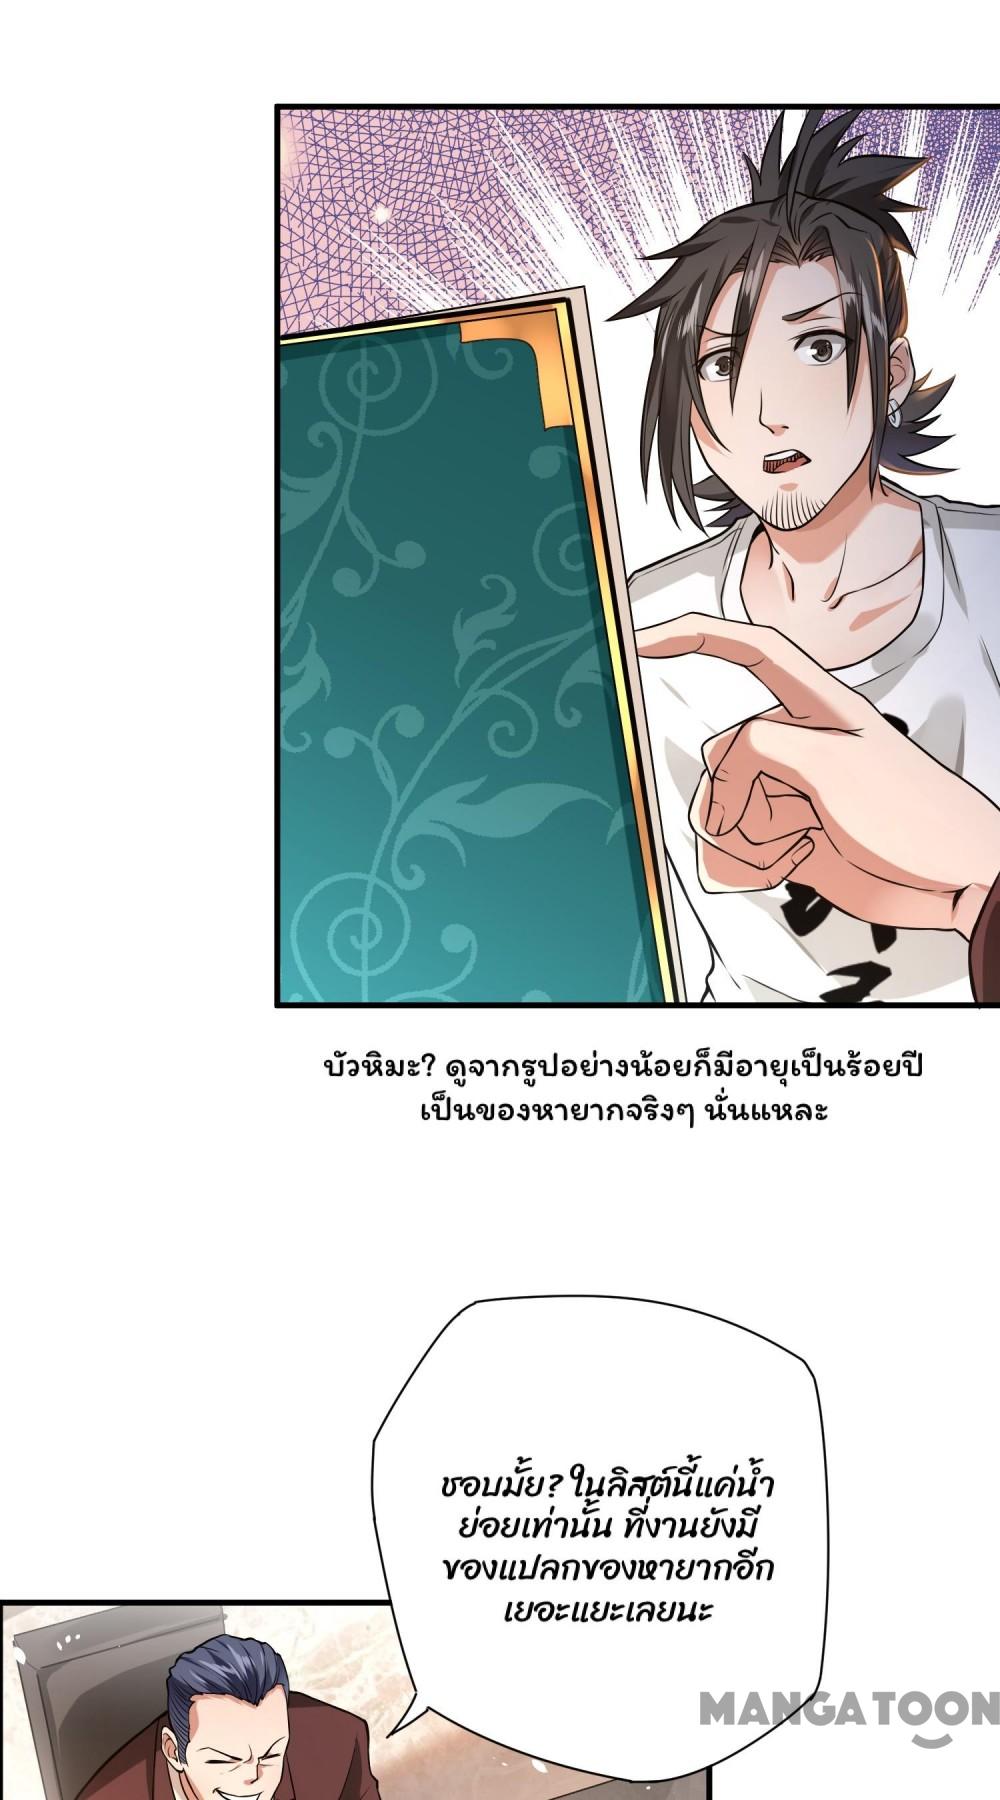 บัวหิมะ? ดูจากรูปอย่างน้อยก็มีอายุเป็นร้อยปี
เป็นของหายากจริงๆ นั่นแหละ
ชอบมั้ย? ในลิสต์นี้แค่น้ำ
ย่อยเท่านั้น ที่งานยังมี
ของแปลกของหายากอีก
เยอะแยะเลยนะ
MANGATOON